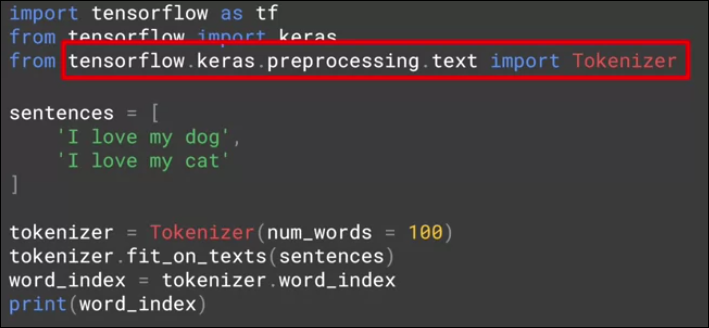 import tensorflow as tf
from tensorflow import keras
from tensorflow.keras.preprocessing.text import Tokenizer
sentences = [
'I love my dog',
'I love my cat'
]
tokenizer = Tokenizer(num_words = 100)
tokenizer.fit_on_texts(sentences)
word_index = tokenizer.word_index
print(word_index)